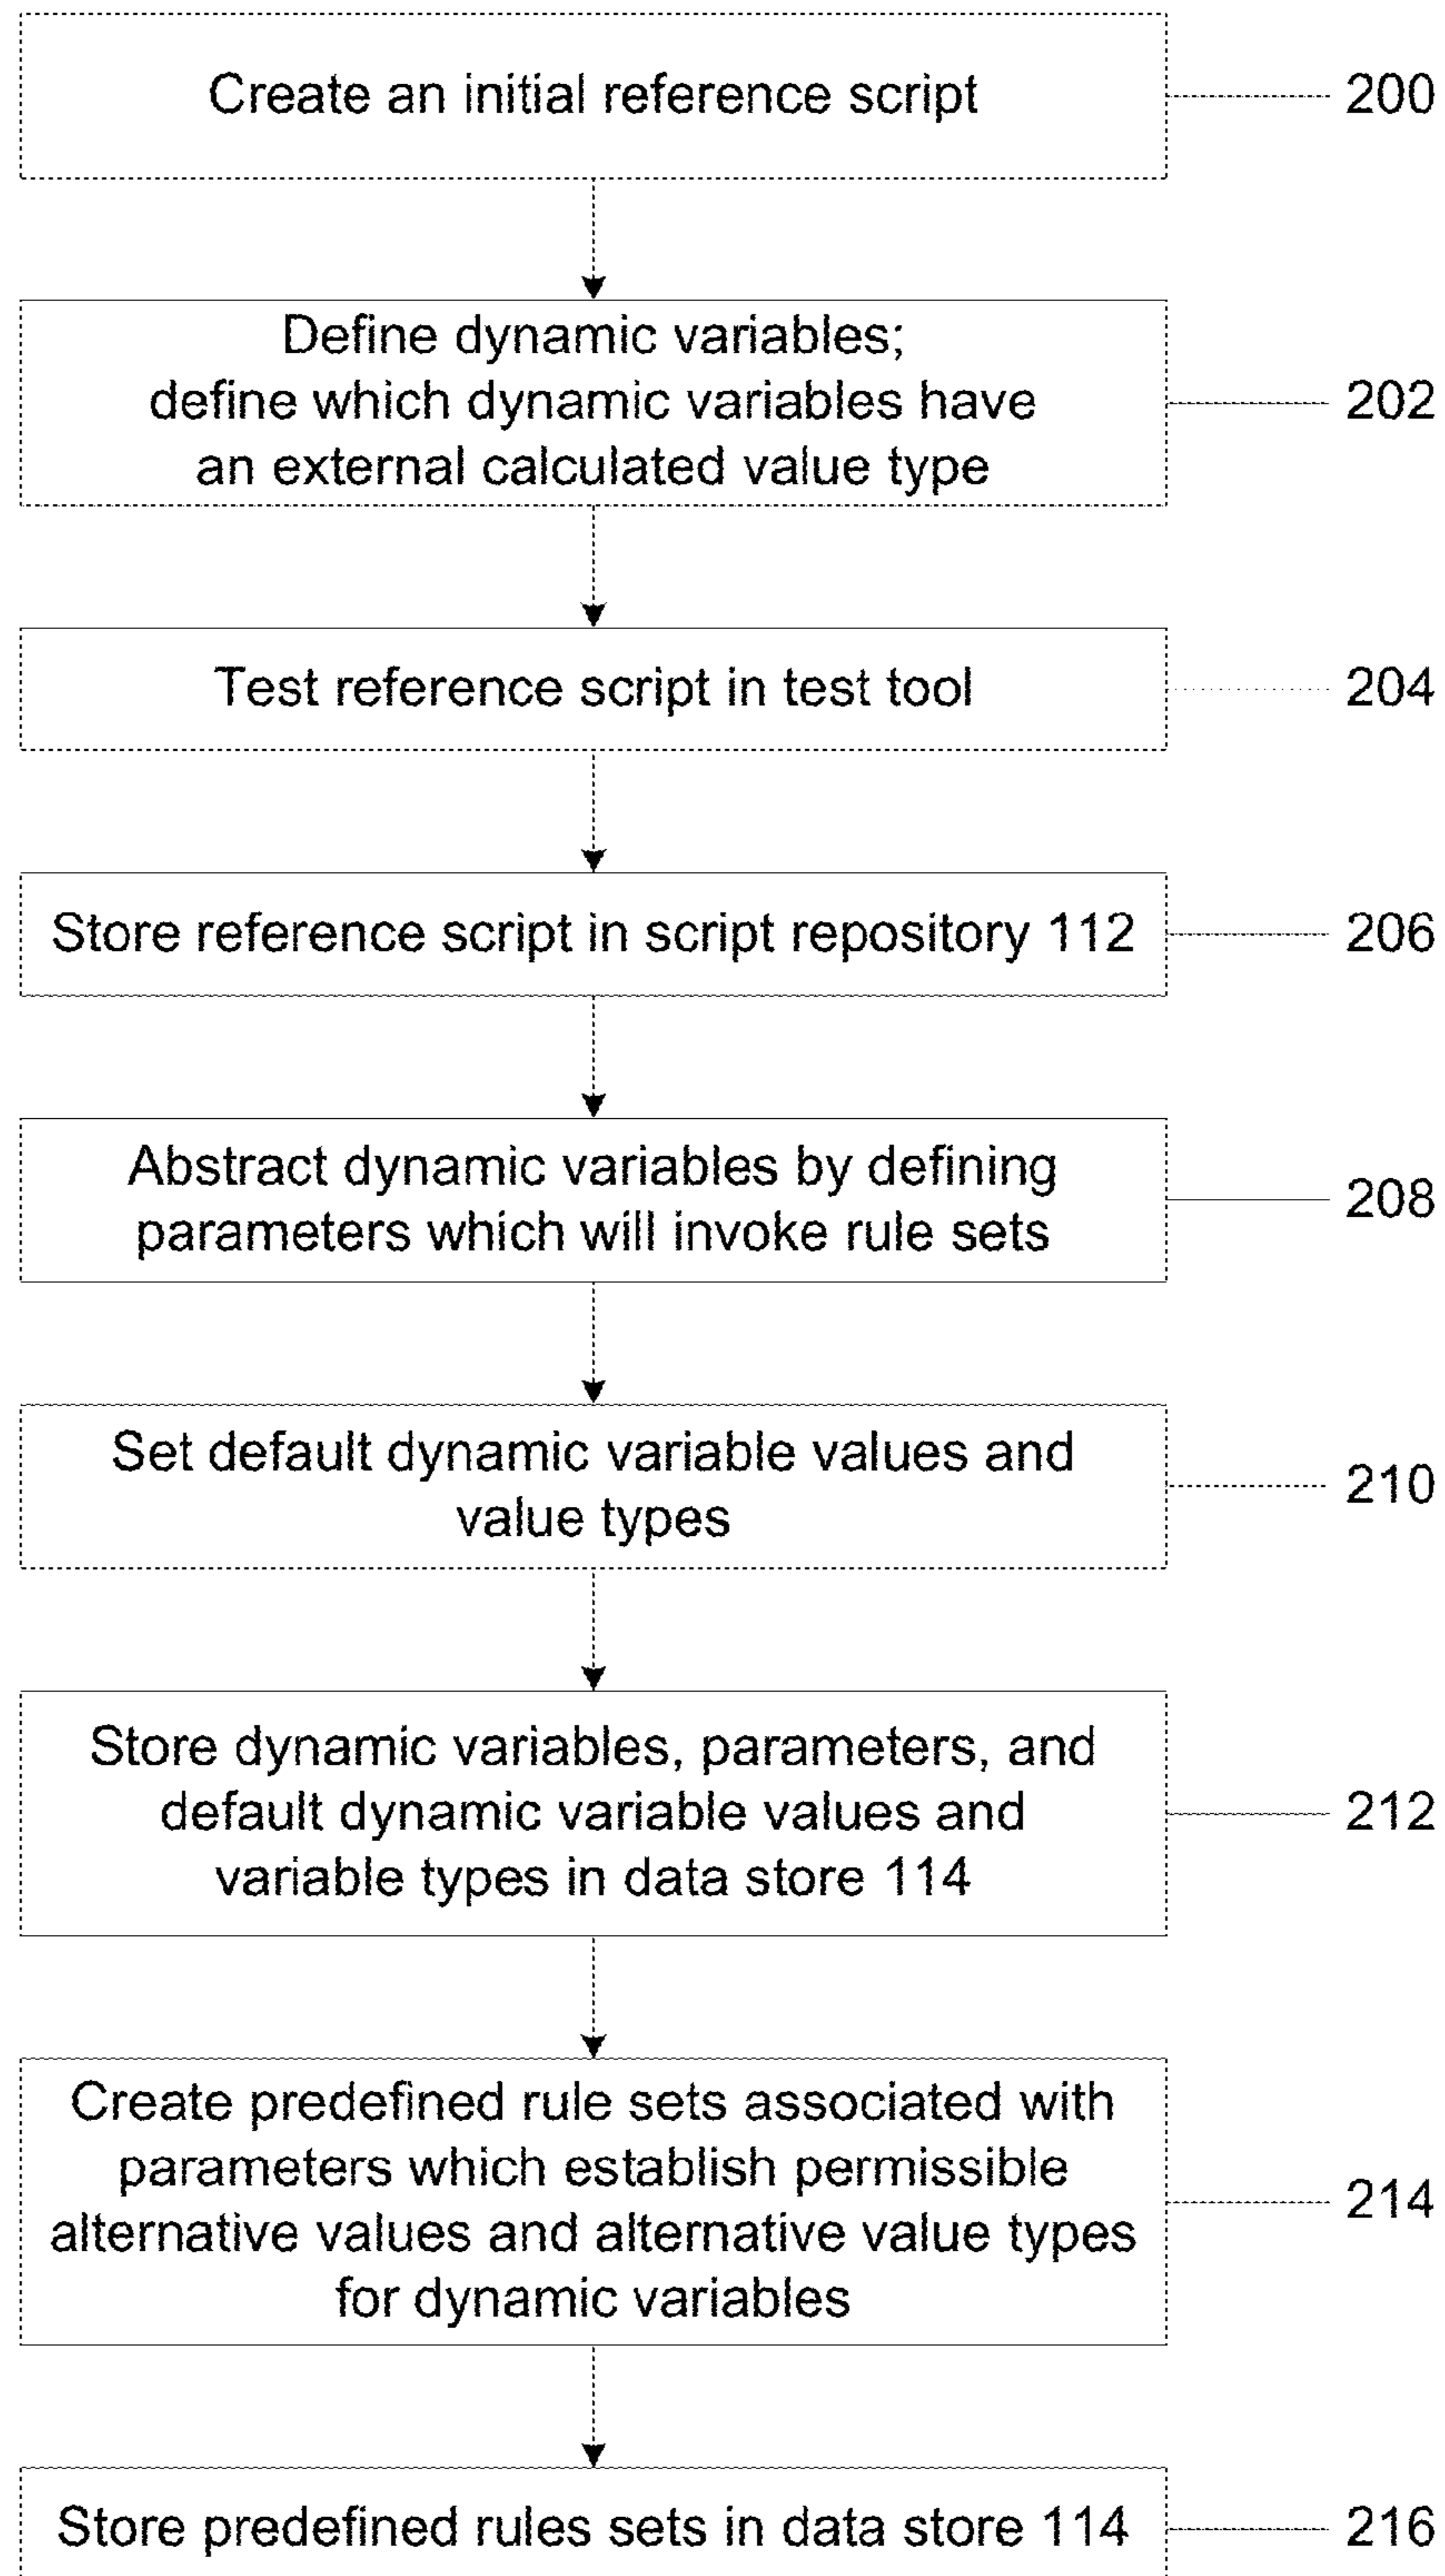 Create an initial reference script
200
Define dynamic variables;
define which dynamic variables have
an external calculated value type
202
Test reference script in test tool
204
Store reference script in script repository 112
206
Abstract dynamic variables by defining
parameters which will invoke rule sets
208
Set default dynamic variable values and
value types
210
Store dynamic variables, parameters, and
default dynamic variable values and
variable types in data store 114
212
Create predefined rule sets associated with
parameters which establish permissible
alternative values and alternative value types
for dynamic variables
214
Store predefined rules sets in data store 114
216